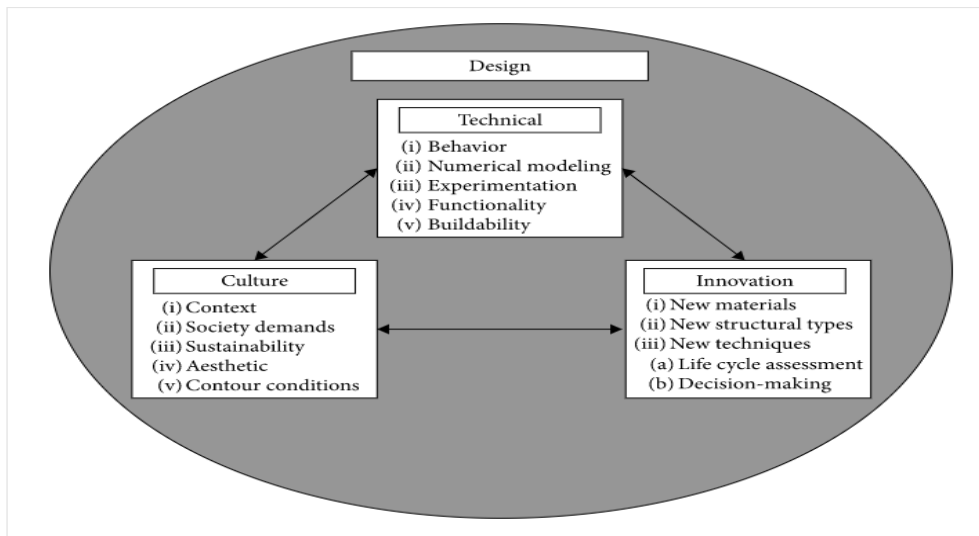 Design
Technical
(i) Behavior
(ii) Numerical modeling
(iii) Experimentation
(iv) Functionality
(v) Buildability
Culture
(i) Context
(ii) Society demands
(iii) Sustainability
(iv) Aesthetic
(v) Contour conditions
Innovation
(i) New materials
(ii) New structural types
(iii) New techniques
(a) Life cycle assessment
(b) Decision-making